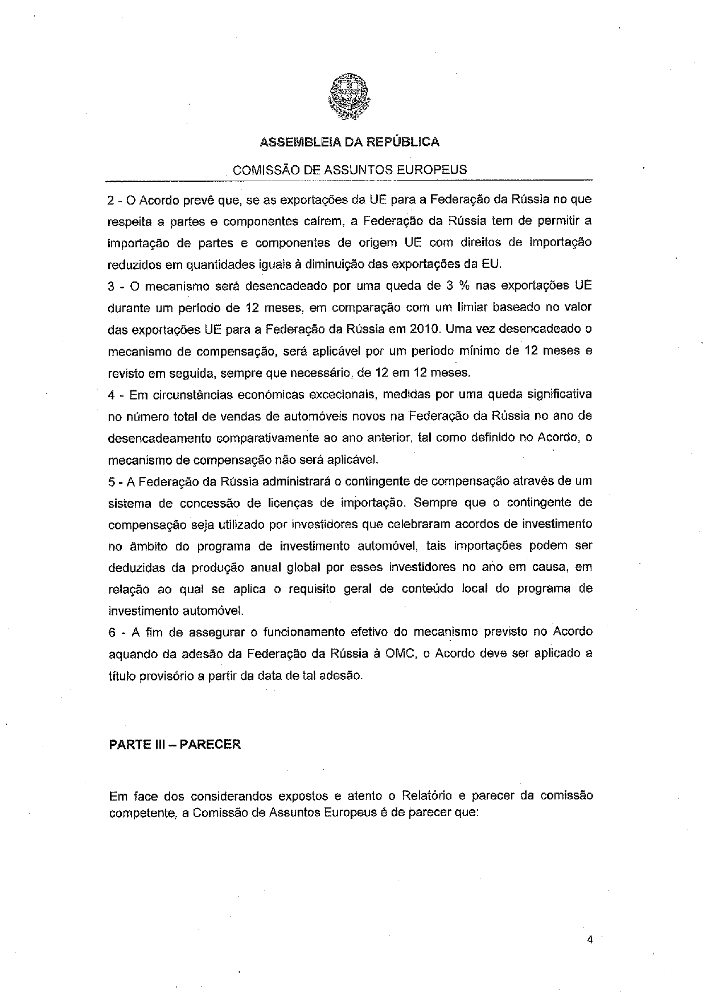 ASSEMBLEIA DA REPÚBLICA
COMISSÃO DE ASSUNTOS EUROPEUS
2 - O Acordo prevê que, se as exportações da UE para a Federação da Rússia no que
respeita a partes e componentes caírem, a Federação da Rússia tem de permitir a
importação de partes e componentes de origem UE com direitos de importação
reduzidos em quantidades iguais à diminuição das exportações da EU.
3 - O mecanismo será desencadeado por uma queda de 3 % nas exportações UE
durante um período de 12 meses, em comparação com um limiar baseado no valor
das exportações UE para a Federação da Rússia em 2010. Uma vez desencadeado o
mecanismo de compensação, será aplicável por um período mínimo de 12 meses e
revisto em seguida, sempre que necessário, de 12 em 12 meses.
4 - Em circunstâncias económicas excecionais, medidas por uma queda significativa
no número total de vendas de automóveis novos na Federação da Rússia no ano de
desencadeamento comparativamente ao ano anterior, tal como definido no Acordo, o
mecanismo de compensação não será aplicável.
5 - A Federação da Rússia administrará o contingente de compensação através de um
sistema de concessão de licenças de importação. Sempre que o contingente de
compensação seja utilizado por investidores que celebraram acordos de investimento
no âmbito do programa de investimento automóvel, tais importações podem ser
deduzidas da produção anual global por esses investidores no ano em causa, em
relação ao qual se aplica o requisito geral de conteúdo local do programa de
investimento automóvel.
6 - A fim de assegurar o funcionamento efetivo do mecanismo previsto no Acordo
aquando da adesão da Federação da Rússia à OMC, o Acordo deve ser aplicado a
título provisório a partir da data de tal adesão.
PARTE III – PARECER
Em face dos considerandos expostos e atento o Relatório e parecer da comissão
competente, a Comissão de Assuntos Europeus é de parecer que:
4